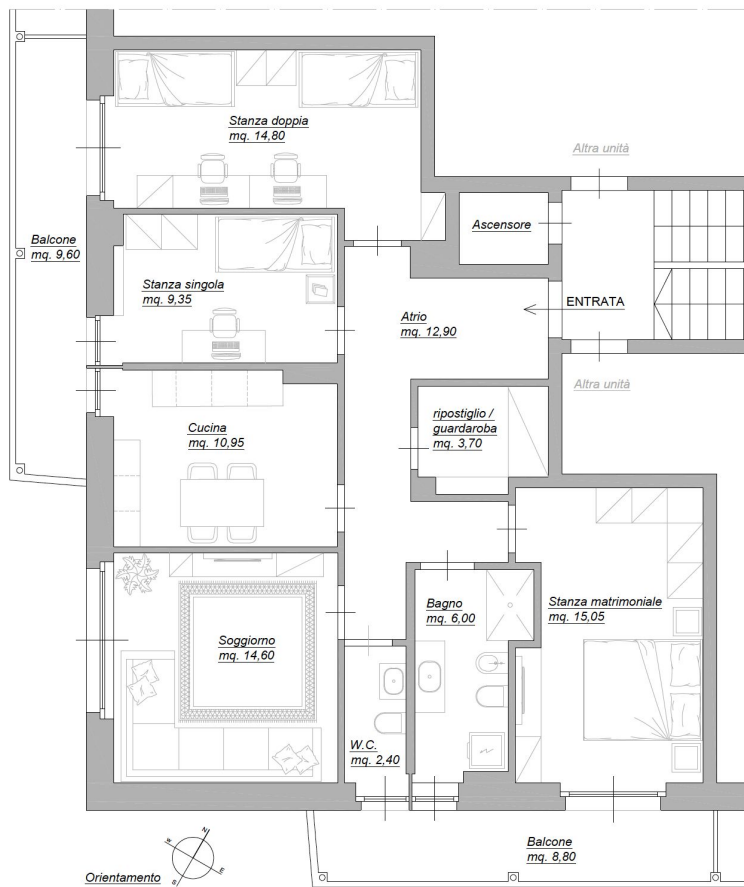 Stanza doppia
mq. 14,80
Altra unità
Ascensore
Balcone
mq. 9,60
Stanza singola
mq. 9,35
ENTRATA
Atrio
mq. 12,90
Altra unità
ripostiglio /
guardaroba
mq. 3,70
Cucina
mq. 10,95
Bagno
mq. 6,00
Stanza matrimoniale
mq. 15,05
Soggiorno
mq. 14,60
W.C.
mq. 2,40
Balcone
mq. 8,80
N
W
E
S
Orientamento